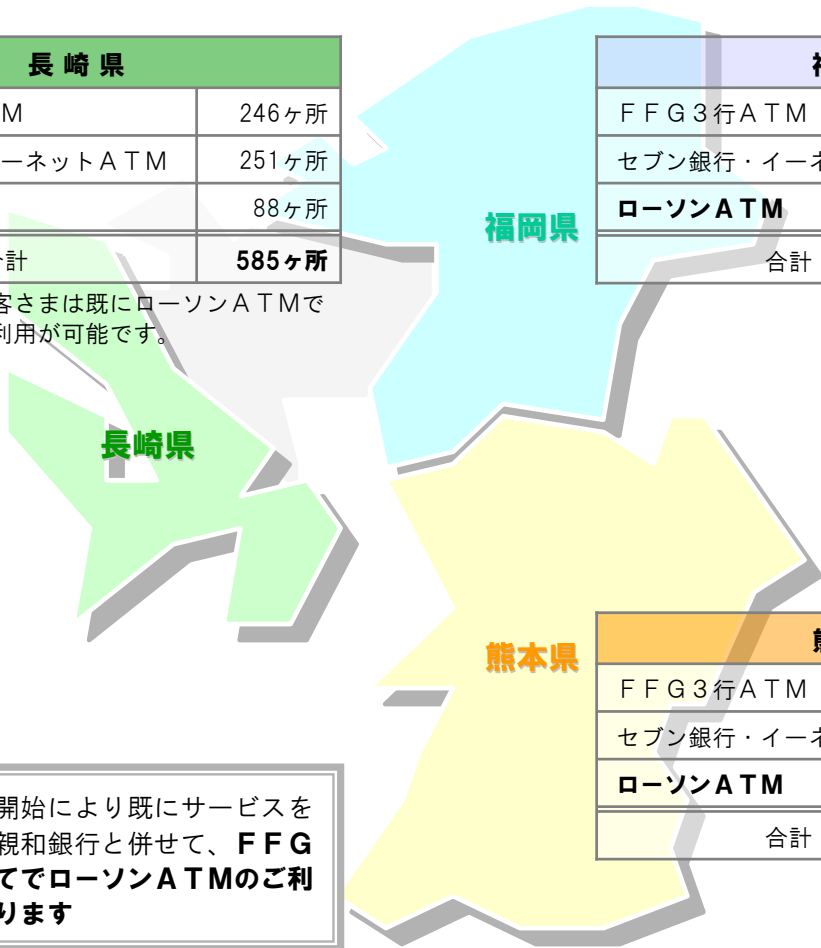 長崎県
M 246ヶ所
ーネットATM 251ヶ所
88ヶ所
計 585ヶ所
客さまは既にローソンATMで
利用が可能です。
福岡県
FFG3行ATM
セブン銀行・イーネ
ローソンATM
合計
長崎県
熊本県
熊
FFG3行ATM
セブン銀行・イーネ
ローソンATM
合計
開始により既にサービスを
親和銀行と併せて、FFG
てでローソンATMのご利
ります